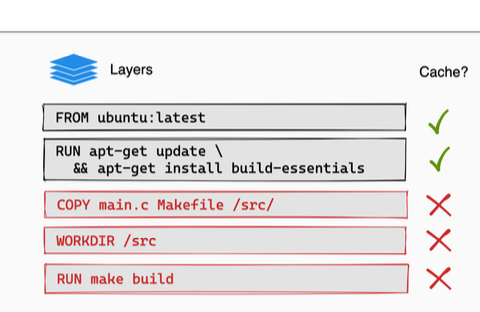 Layers
Cache?
FROM ubuntu:latest
RUN apt-get update \
&& apt-get install build-essentials
COPY main.c Makefile /src/
WORKDIR /src
RUN make build